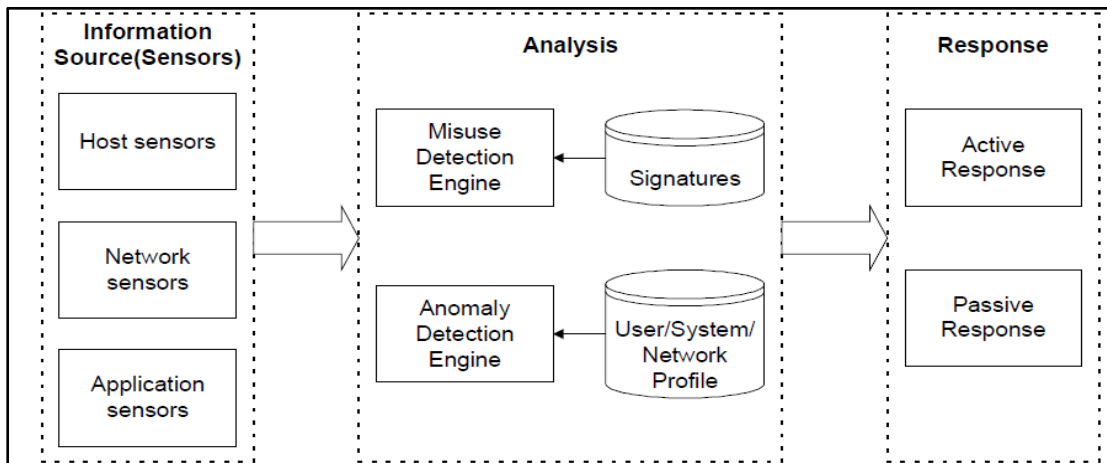 Information
Source(Sensors)
Host sensors
Network
sensors
Application
sensors
Analysis
Misuse
Detection
Engine
Signatures
Anomaly
Detection
Engine
User/System/
Network
Profile
Response
Active
Response
Passive
Response